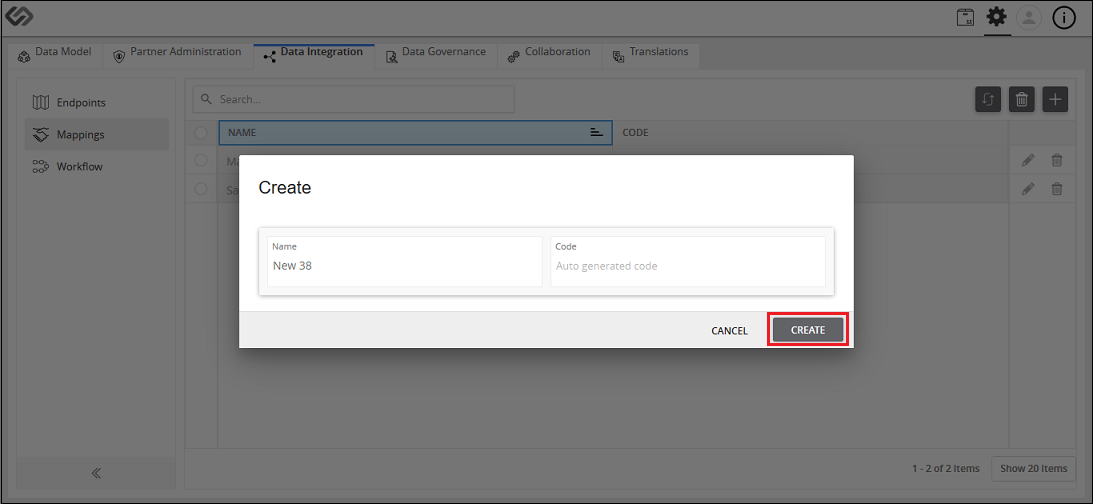 Data Model
Partner Administration
Data Integration
Data Governance
Collaboration
Translations
Endpoints
Mappings
Workflow
Search...
NAME
CODE
Ma
Sa
Create
Name
New 38
Code
Auto generated code
CANCEL
CREATE
1 - 2 of 2 Items
Show 20 Items